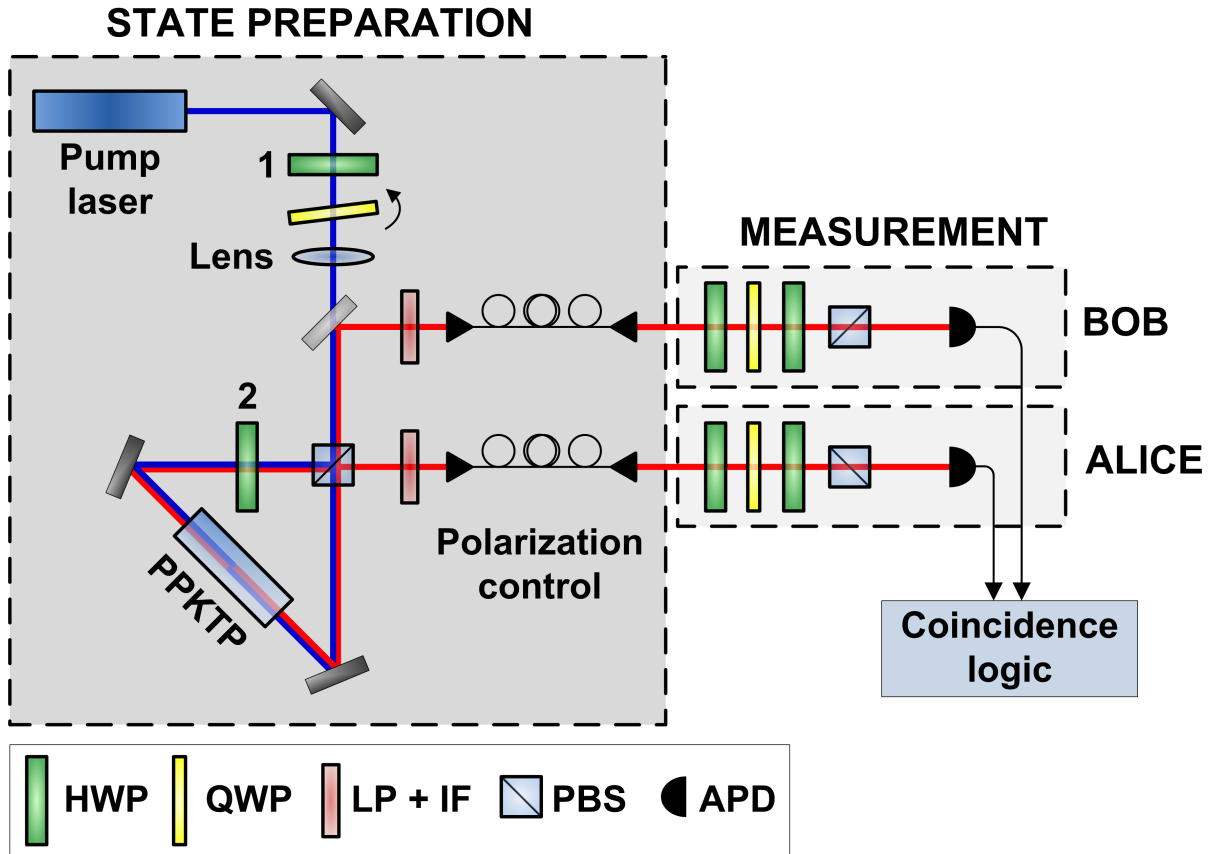 STATE PREPARATION
Pump
laser
1
Lens
2
PPKTP
Polarization
control
MEASUREMENT
BOB
ALICE
Coincidence
logic
HWP
QWP
LP + IF
PBS
APD